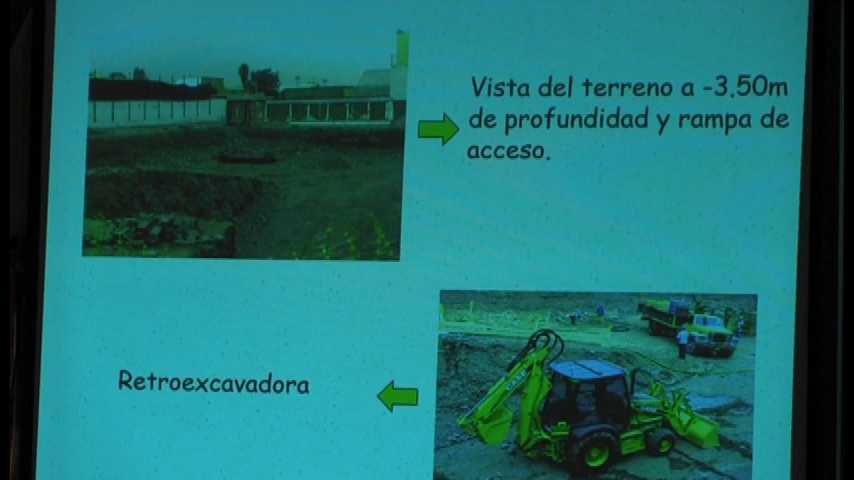 Vista del terreno a -3.50m
de profundidad y rampa de
acceso.
Retroexcavadora